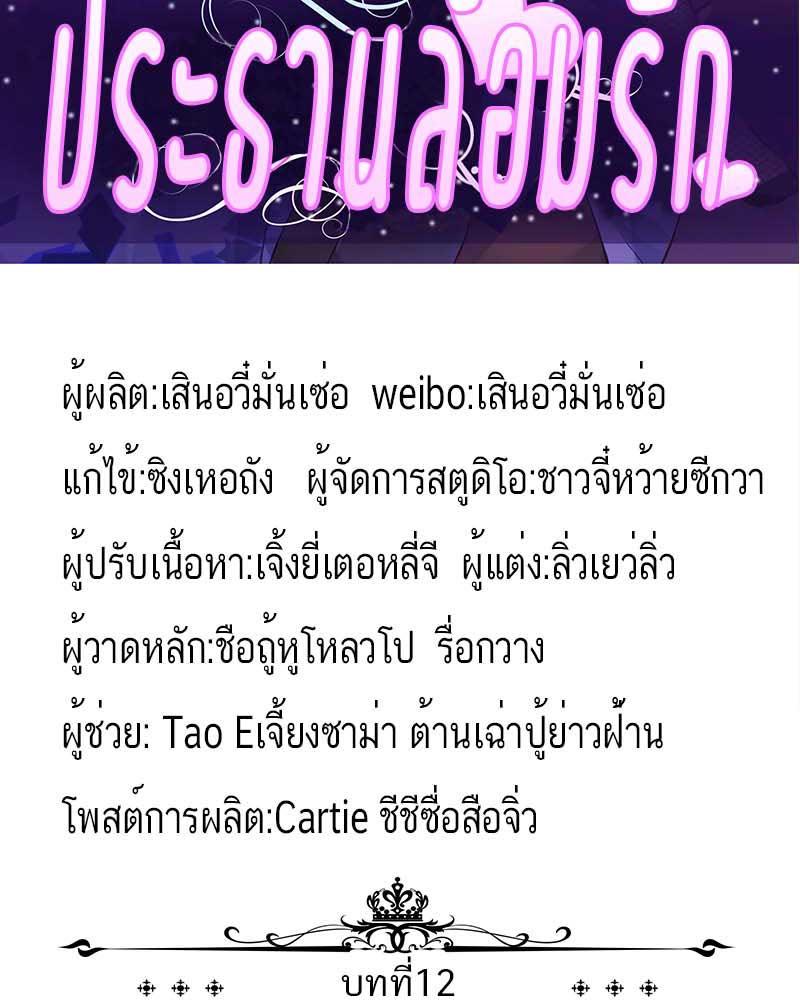 ประธานล้อมรัก
ผู้ผลิต:เสินอวี๋มั่นเซ่อ weibo:เสินอวี๋มั่นเซ่อ
แก้ไข้:ซิงเหอถัง ผู้จัดการสตูดิโอ:ชาวจี๋หว้ายซีกวา
ผู้ปรับเนื้อหา:เจิ้งยี่เตอหลี่จี ผู้แต่ง:ลิ่วเยว่ลิ่ว
ผู้วาดหลัก:ชือถู้หูโหลวโป รื่อกวาง
ผู้ช่วย: Tao Eเจี้ยงซาม่า ต้านเฉ่าปู้ย่าวฝ้าน
โพสต์การผลิต:Cartie ชีชีซื่อสือจิ่ว
บทที่12